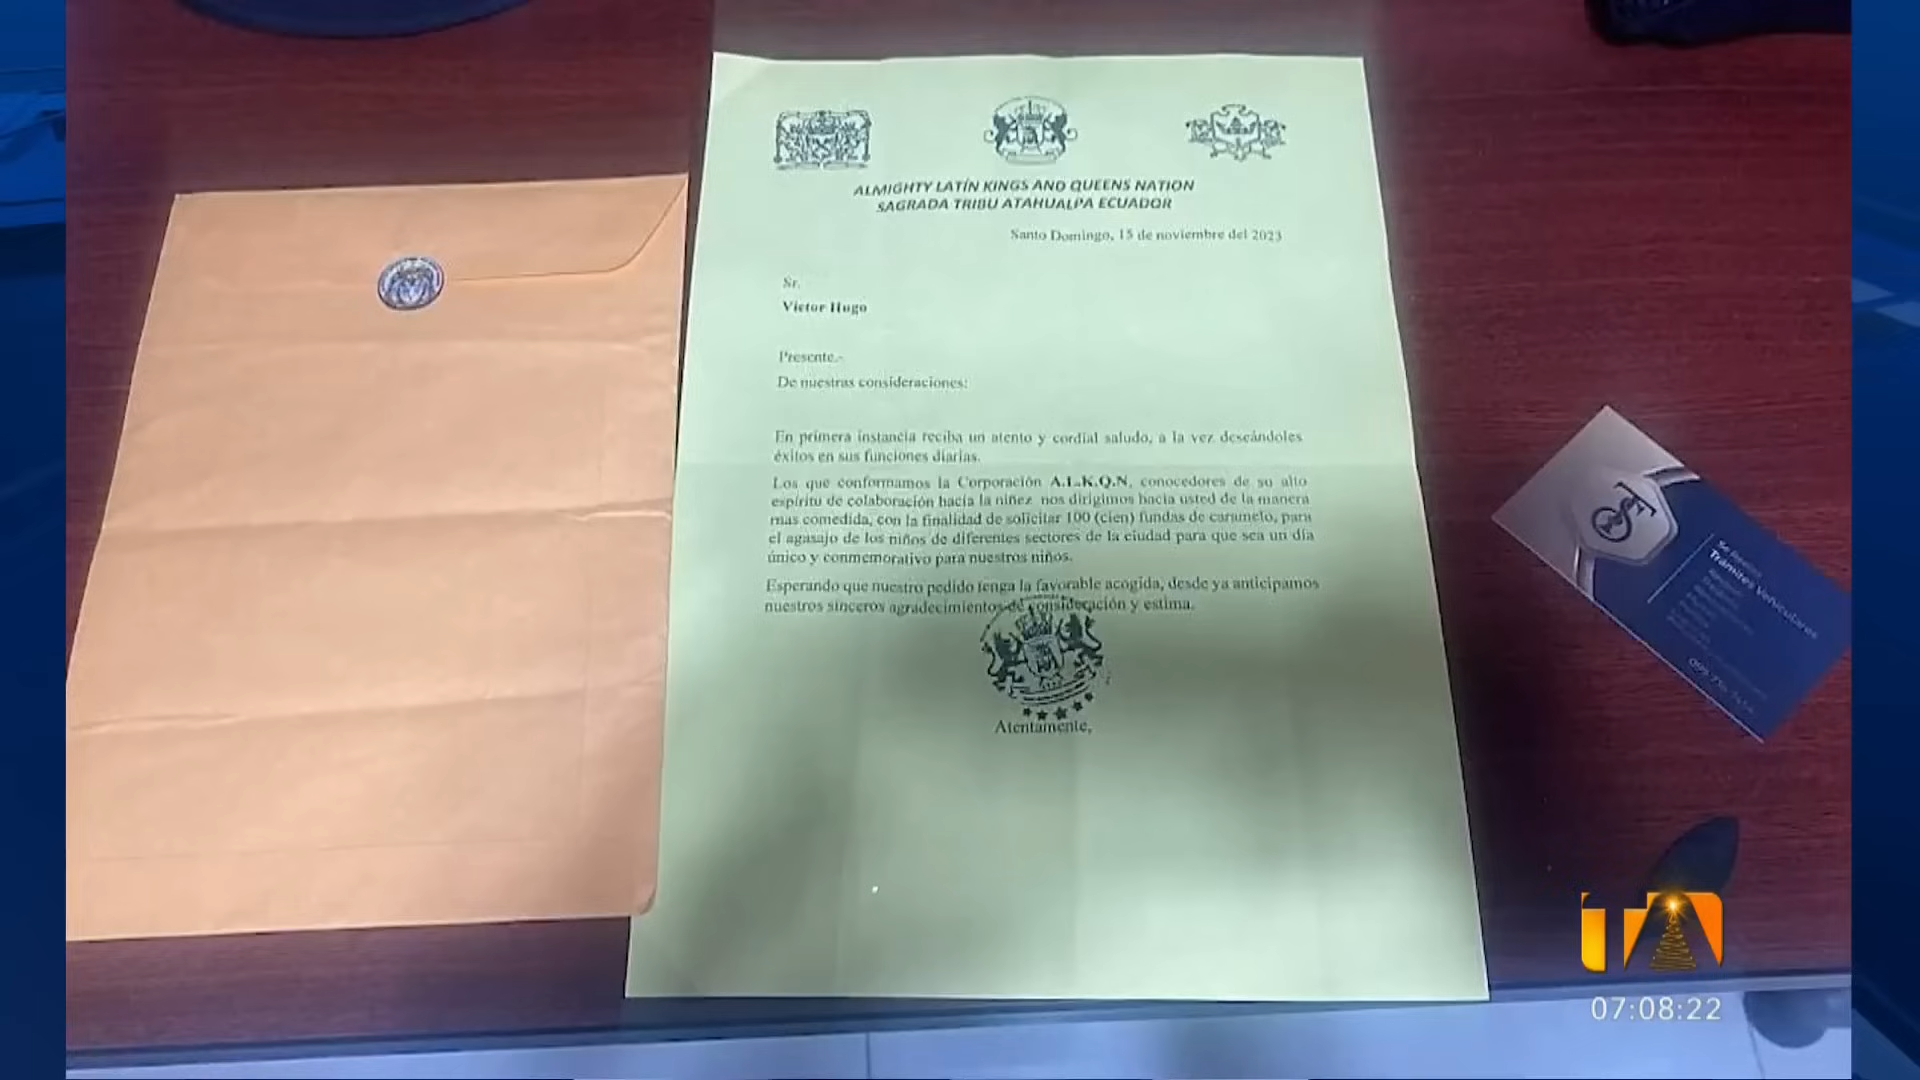 ALMIGHTY LATÍN KINGS AND QUEENS NATION
SAGRADA TRIBU ATAHUALPA ECUADOR
Santo Domingo, 15 de noviembre del 2023
Sr.
Víctor Hugo
Presente.-
De nuestras consideraciones:
En primera instancia reciba un atento y cordial saludo, a la vez deseándoles
éxitos en sus funciones diarias.
Los que conformamos la Corporación A.L.K.Q.N, conocedores de su alto
espíritu de colaboración hacia la niñez nos dirigimos hacia usted de la manera
mas comedida, con la finalidad de solicitar 100 (cien) fundas de caramelo, para
el agasajo de los niños de diferentes sectores de la ciudad para que sea un día
único y conmemorativo para nuestros niños.
Esperando que nuestro pedido tenga la favorable acogida, desde ya anticipamos
nuestros sinceros agradecimientos de consideración y estima.
Atentamente,
Trámites Vehiculares
07:08:22